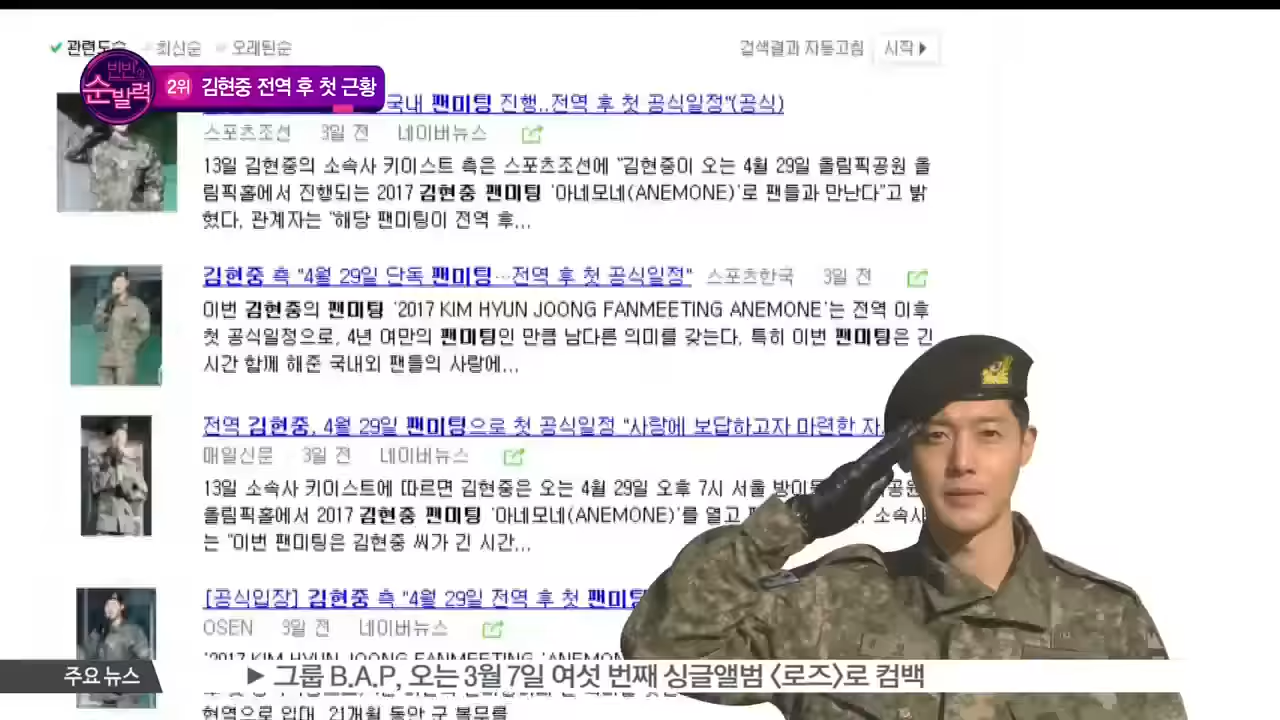 관련도순 최신순 오래된순 검색결과 자동고침 시작
빈빈의
순발력
2위 김현중 전역 후 첫 근황
국내 팬미팅 진행..전역 후 첫 공식일정"(공식)
스포츠조선 3일 전 네이버뉴스
13일 김현중의 소속사 키이스트 측은 스포츠조선에 "김현중이 오는 4월 29일 올림픽공원 올
림픽홀에서 진행되는 2017 김현중 팬미팅 '아네모네(ANEMONE)'로 팬들과 만난다"고 밝
혔다. 관계자는 "해당 팬미팅이 전역 후...
김현중 측 "4월 29일 단독 팬미팅…전역 후 첫 공식일정" 스포츠한국 3일 전
이번 김현중의 팬미팅 '2017 KIM HYUN JOONG FANMEETING ANEMONE'는 전역 이후
첫 공식일정으로, 4년 여만의 팬미팅인 만큼 남다른 의미를 갖는다. 특히 이번 팬미팅은 긴
시간 함께 해준 국내외 팬들의 사랑에...
전역 김현중, 4월 29일 팬미팅으로 첫 공식일정 "사랑에 보답하고자 마련한 자..
매일신문 3일 전 네이버뉴스
13일 소속사 키이스트에 따르면 김현중은 오는 4월 29일 오후 7시 서울 방이동
올림픽홀에서 2017 김현중 팬미팅 '아네모네(ANEMONE)'를 열고 소속사
는 "이번 팬미팅은 김현중 씨가 긴 시간...
[공식입장] 김현중 측 "4월 29일 전역 후 첫 팬미팅
OSEN 3일 전 네이버뉴스
'2017 KIM HYUN JOONG FANMEETING 'ANEMONE'
주요 뉴스 ▶ 그룹 B.A.P, 오는 3월 7일 여섯 번째 싱글앨범 〈로즈〉로 컴백
현역으로 입대, 21개월 동안 군 복무를